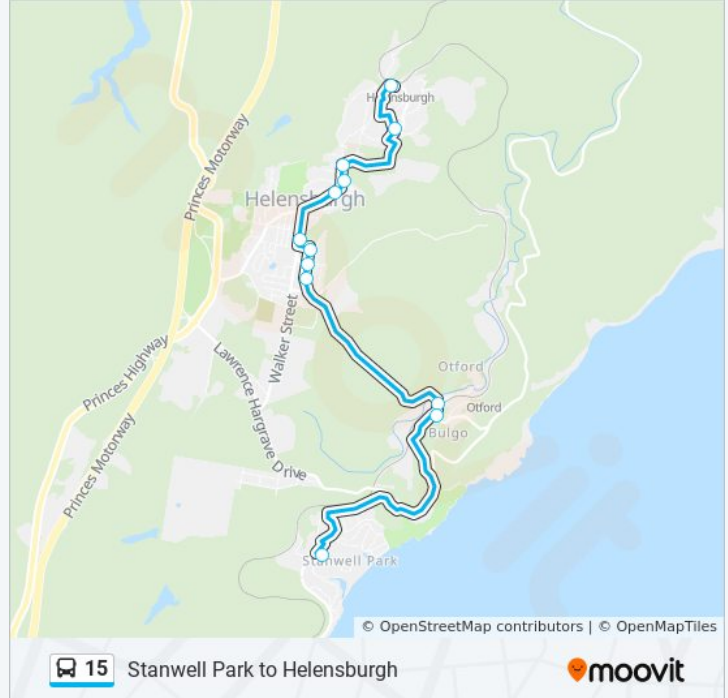 Helensburgh
Princes Motorway
Helensburgh
Walker Street
Princes Highway
Lawrence Hargrave Drive
Otford
Otford
Bulgo
Princes Motorway
Stanwell Park
© OpenStreetMap contributors | © OpenMapTiles
15 Stanwell Park to Helensburgh
moovit